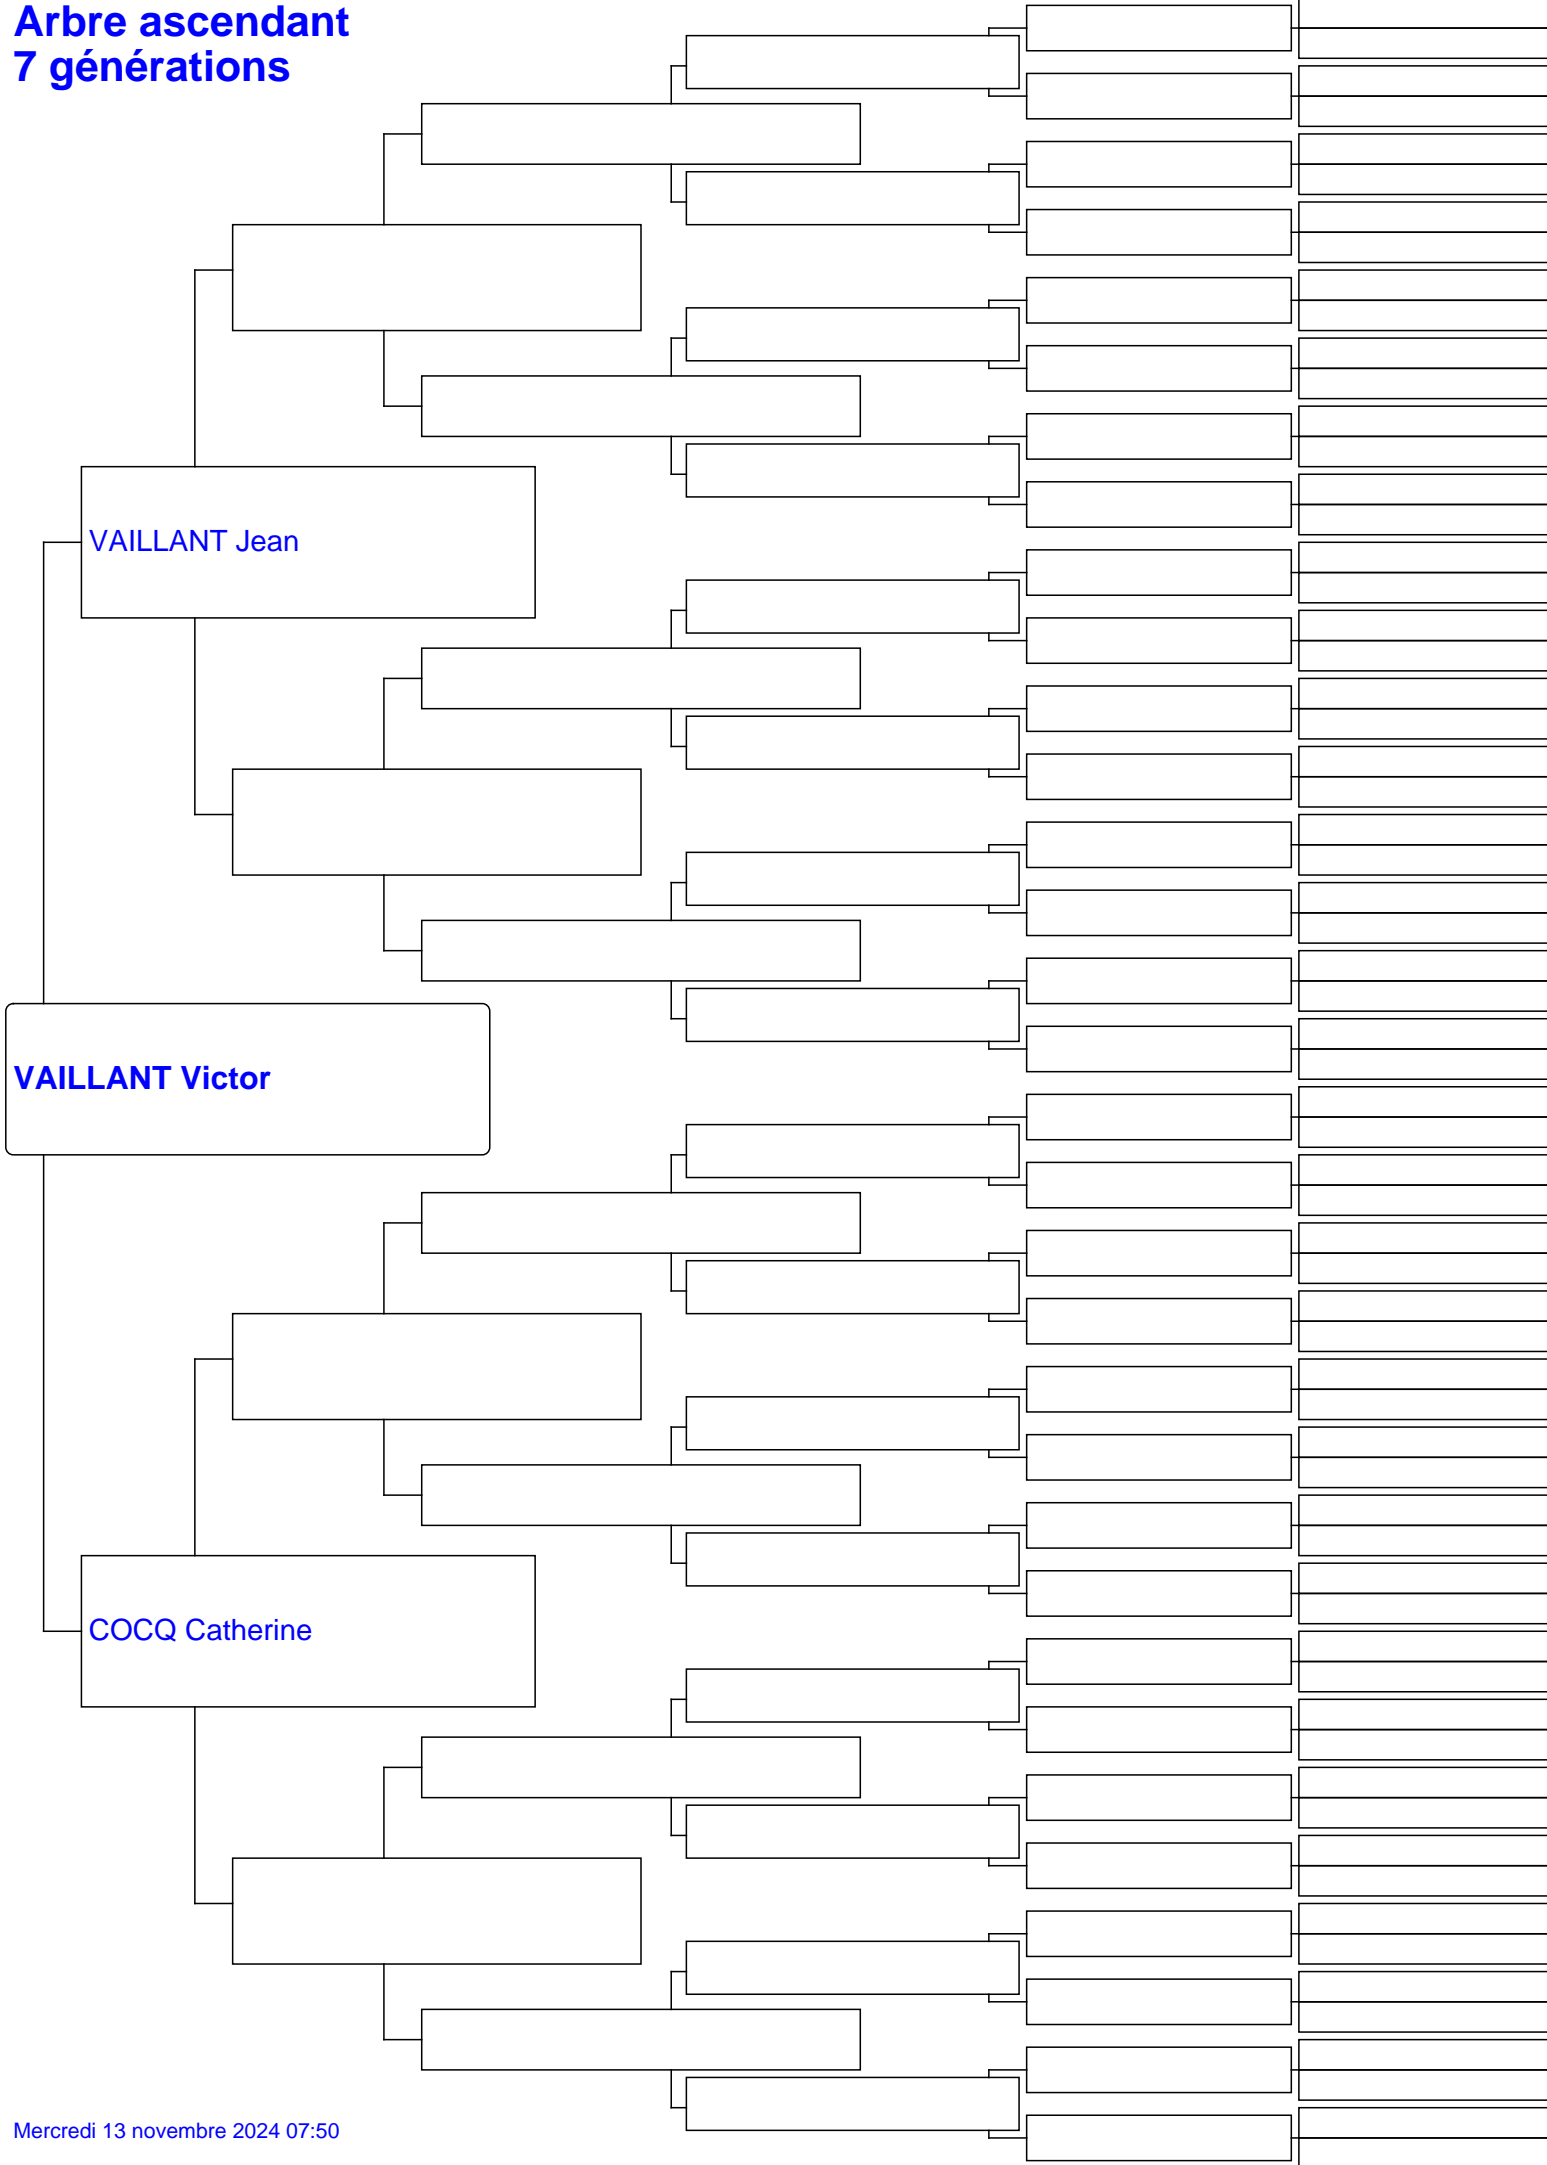 Arbre ascendant
7 générations
VAILLANT Jean
VAILLANT Victor
COCQ Catherine
Mercredi 13 novembre 2024 07:50